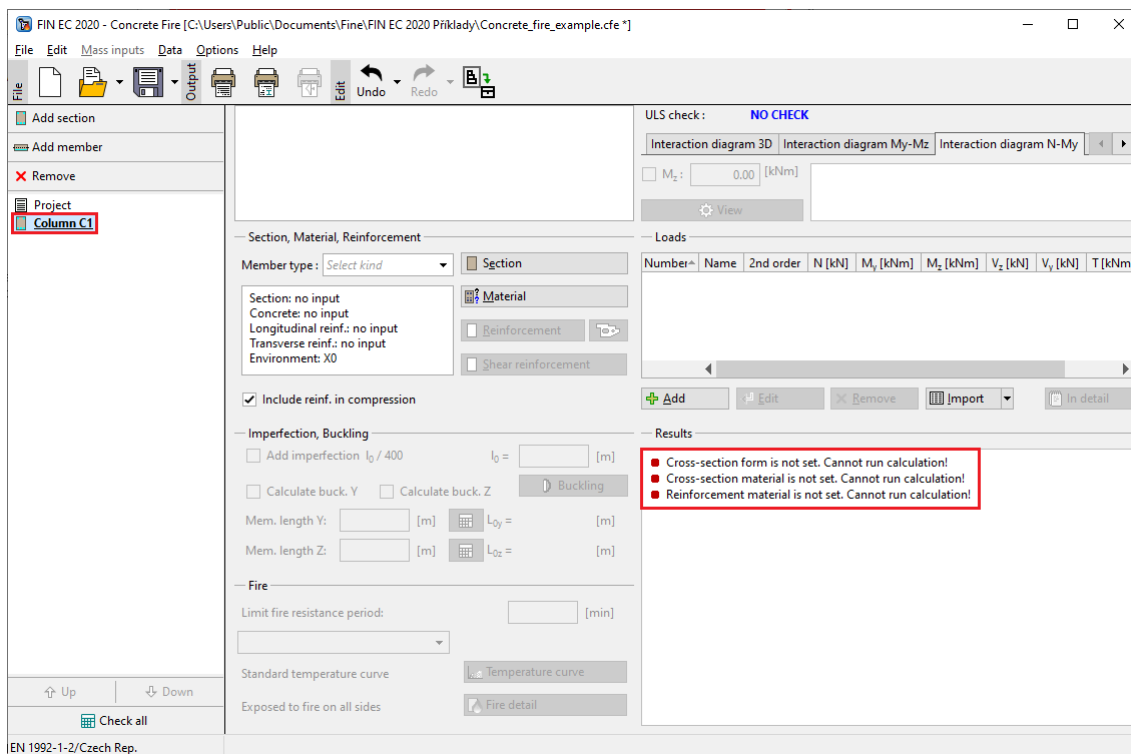 FIN EC 2020 - Concrete Fire [C:\Users\Public\Documents\Fine\FIN EC 2020 Příklady\Concrete_fire_example.cfe *]
File Edit Mass inputs Data Options Help
File
Output
Edit
Undo
Redo
Add section
Add member
Remove
Project
Column C1
Up
Down
Check all
EN 1992-1-2/Czech Rep.
Section, Material, Reinforcement
Member type : Select kind
Section
Section: no input
Concrete: no input
Longitudinal reinf.: no input
Transverse reinf.: no input
Environment: X0
Material
Reinforcement
Shear reinforcement
Include reinf. in compression
Imperfection, Buckling
Add imperfection l0 / 400 l0 = [m]
Calculate buck. Y Calculate buck. Z Buckling
Mem. length Y: [m] L0y = [m]
Mem. length Z: [m] L0z = [m]
Fire
Limit fire resistance period: [min]
Standard temperature curve Temperature curve
Exposed to fire on all sides Fire detail
ULS check : NO CHECK
Interaction diagram 3D Interaction diagram My-Mz Interaction diagram N-My
Mz : 0.00 [kNm]
View
Loads
Number Name 2nd order N [kN] My [kNm] Mz [kNm] Vz [kN] Vy [kN] T [kNm
Add Edit Remove Import In detail
Results
Cross-section form is not set. Cannot run calculation!
Cross-section material is not set. Cannot run calculation!
Reinforcement material is not set. Cannot run calculation!